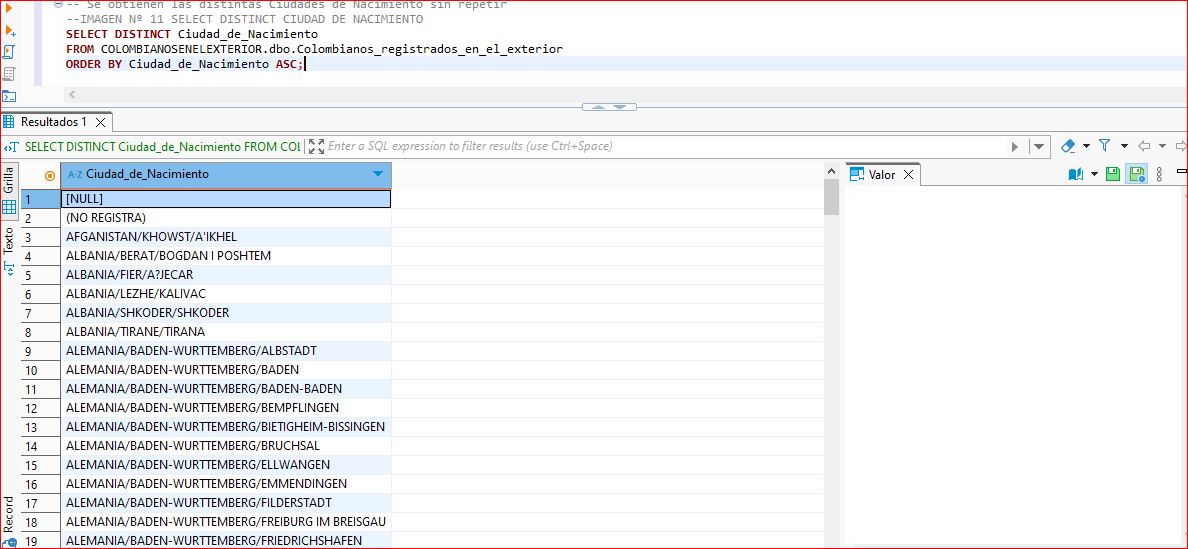 -- Se obtienen las distintas Ciudades de Nacimiento sin repetir
--IMAGEN Nº 11 SELECT DISTINCT CIUDAD DE NACIMIENTO
SELECT DISTINCT Ciudad_de_Nacimiento
FROM COLOMBIANOSENELEXTERIOR.dbo.Colombianos_registrados_en_el_exterior
ORDER BY Ciudad_de_Nacimiento ASC;
Resultados 1
SELECT DISTINCT Ciudad_de_Nacimiento FROM COL
Enter a SQL expression to filter results (use Ctrl+Space)
Grilla
Texto
Record
A-Z Ciudad_de_Nacimiento
Valor
1 [NULL]
2 (NO REGISTRA)
3 AFGANISTAN/KHOWST/A'IKHEL
4 ALBANIA/BERAT/BOGDAN I POSHTEM
5 ALBANIA/FIER/A?JECAR
6 ALBANIA/LEZHE/KALIVAC
7 ALBANIA/SHKODER/SHKODER
8 ALBANIA/TIRANE/TIRANA
9 ALEMANIA/BADEN-WURTTEMBERG/ALBSTADT
10 ALEMANIA/BADEN-WURTTEMBERG/BADEN
11 ALEMANIA/BADEN-WURTTEMBERG/BADEN-BADEN
12 ALEMANIA/BADEN-WURTTEMBERG/BEMPFLINGEN
13 ALEMANIA/BADEN-WURTTEMBERG/BIETIGHEIM-BISSINGEN
14 ALEMANIA/BADEN-WURTTEMBERG/BRUCHSAL
15 ALEMANIA/BADEN-WURTTEMBERG/ELLWANGEN
16 ALEMANIA/BADEN-WURTTEMBERG/EMMENDINGEN
17 ALEMANIA/BADEN-WURTTEMBERG/FILDERSTADT
18 ALEMANIA/BADEN-WURTTEMBERG/FREIBURG IM BREISGAU
19 ALEMANIA/BADEN-WURTTEMBERG/FRIEDRICHSHAFEN